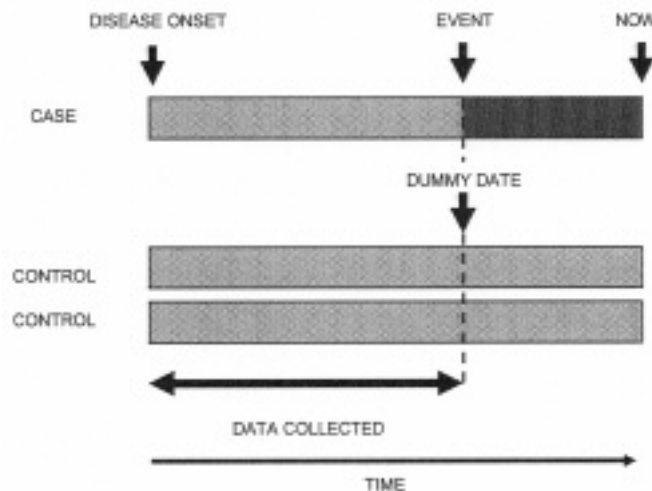 DISEASE ONSET EVENT NOW
CASE
DUMMY DATE
CONTROL
CONTROL
DATA COLLECTED
TIME